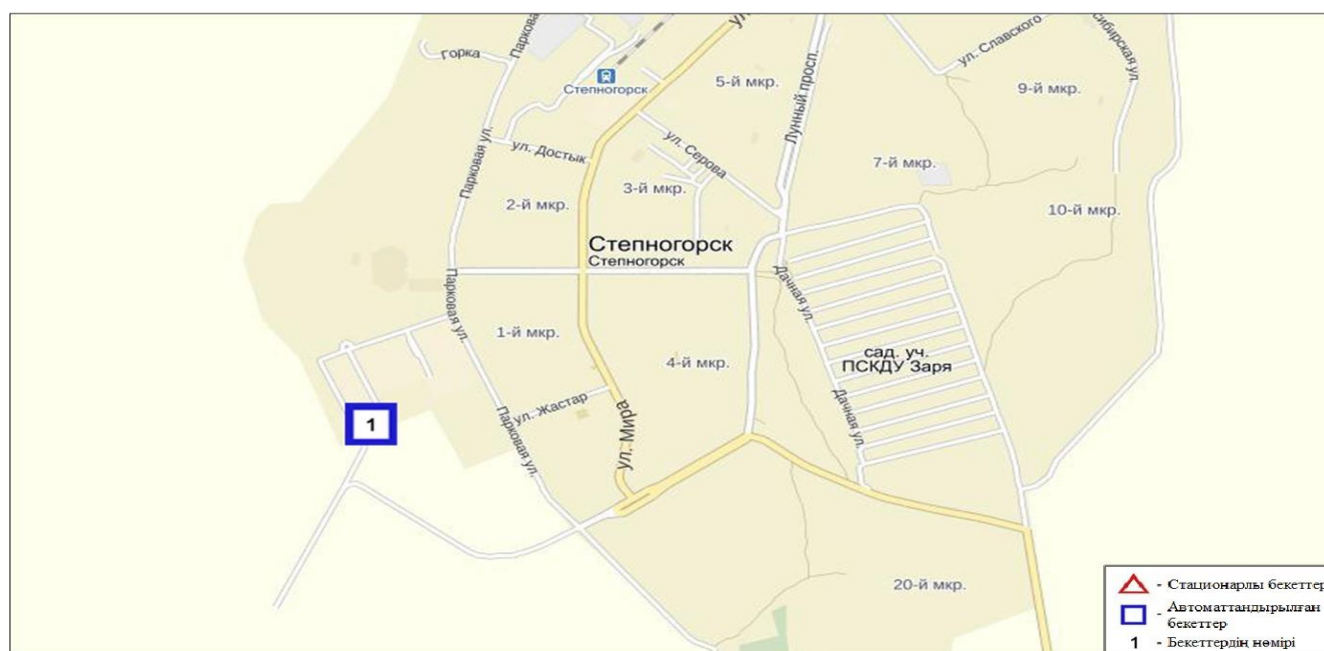 Горка
Парковая
ул.
Степногорск
5-й мкр.
Лунный просп.
ул. Славского
сибирская ул.
9-й мкр.
Парковая ул.
ул. Достык
ул. Серова
7-й мкр.
3-й мкр.
2-й мкр.
10-й мкр.
Степногорск
Степногорск
Парковая ул.
Дачная ул.
1-й мкр.
4-й мкр.
сад. уч.
ПСКДУ Заря
ул. Жастар
1
Парковая ул.
ул. Мира
Дачная ул.
20-й мкр.
- Стационарлы бекеттер
- Автоматтандырылған
бекеттер
1 - Бекеттердің нөмірі